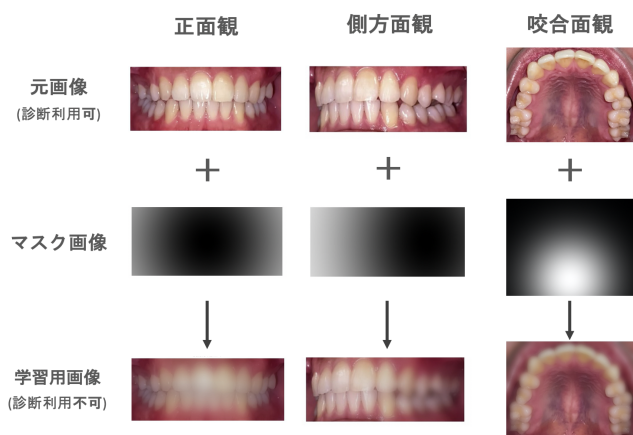 正面観
側方面観
咬合面観
元画像
(診断利用可)
+
+
+
マスク画像
学習用画像
(診断利用不可)